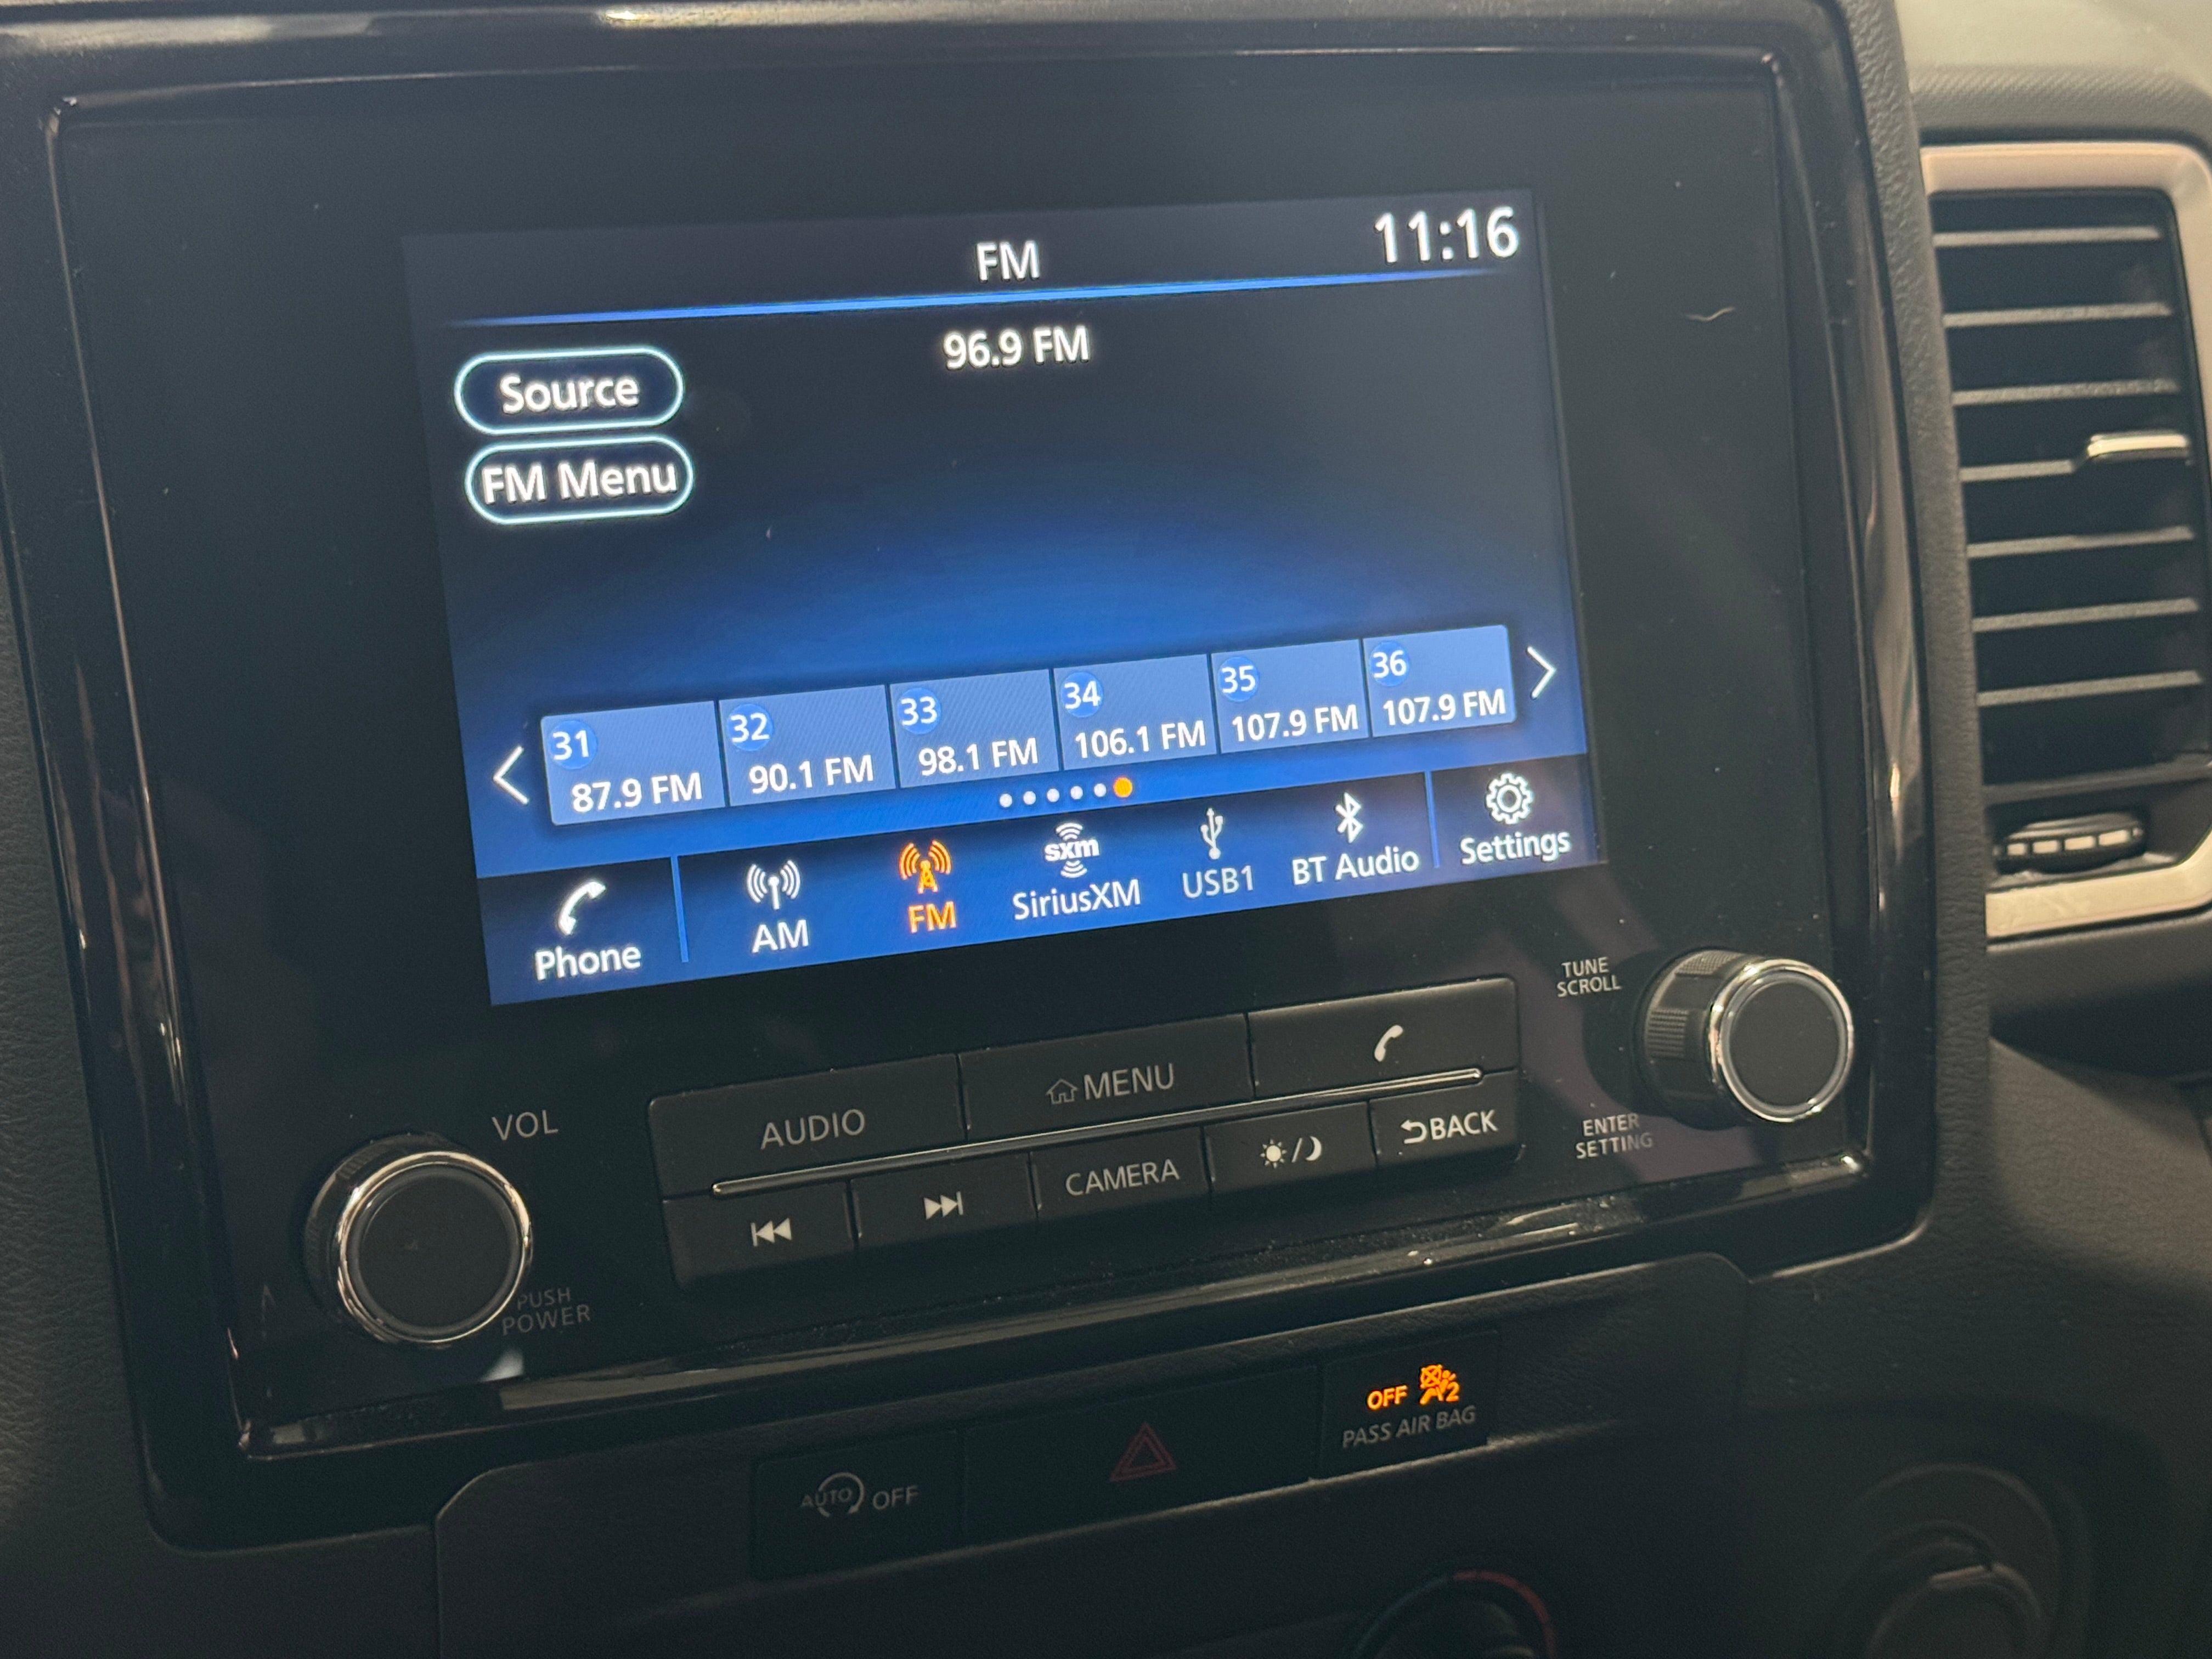 FM
11:16
96.9 FM
Source
FM Menu
31
87.9 FM
32
90.1 FM
33
98.1 FM
34
106.1 FM
35
107.9 FM
36
107.9 FM
Phone
AM
FM
sxm
SiriusXM
USB1
BT Audio
Settings
TUNE
SCROLL
VOL
AUDIO
MENU
BACK
CAMERA
ENTER
SETTING
PUSH
POWER
OFF 2
PASS AIR BAG
AUTO OFF